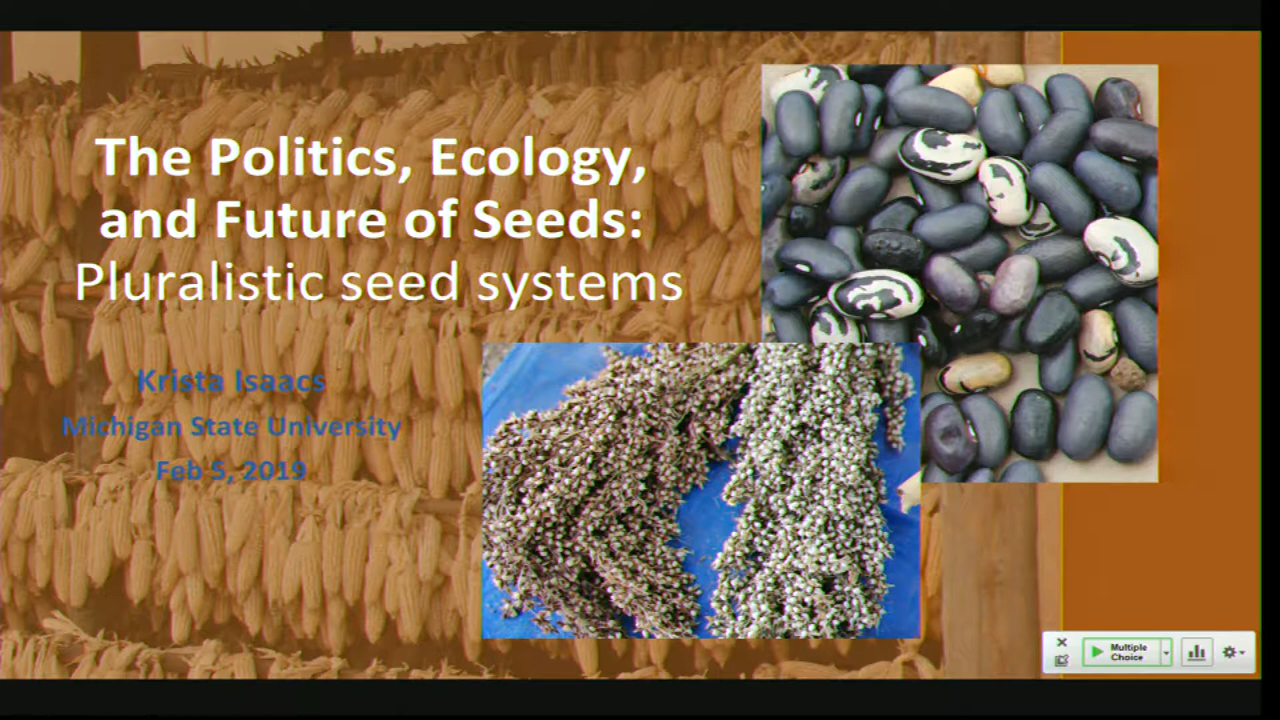 The Politics, Ecology,
and Future of Seeds:
Pluralistic seed systems
Krista Isaacs
Michigan State University
Feb 5, 2019
Multiple
Choice